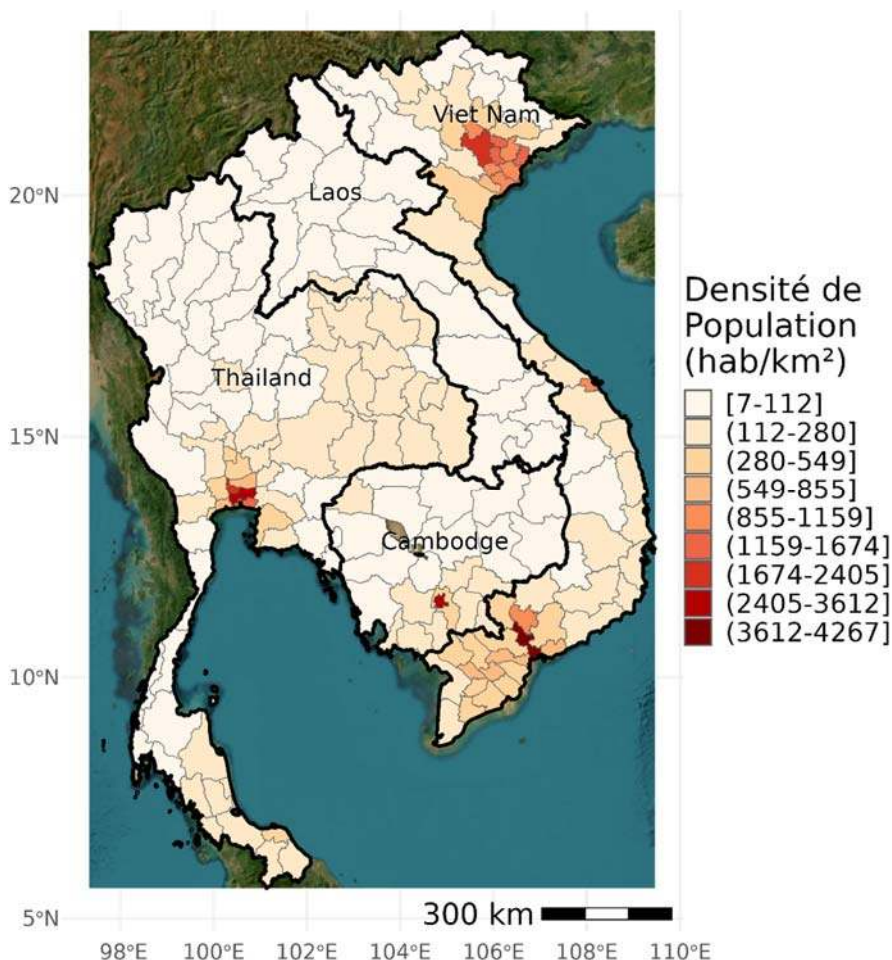 Viet Nam
20°N
Laos
Thailand
15°N
Cambodge
10°N
5°N
300 km
98°E 100°E 102°E 104°E 106°E 108°E 110°E
Densité de
Population
(hab/km²)
[7-112]
(112-280]
(280-549]
(549-855]
(855-1159]
(1159-1674]
(1674-2405]
(2405-3612]
(3612-4267]